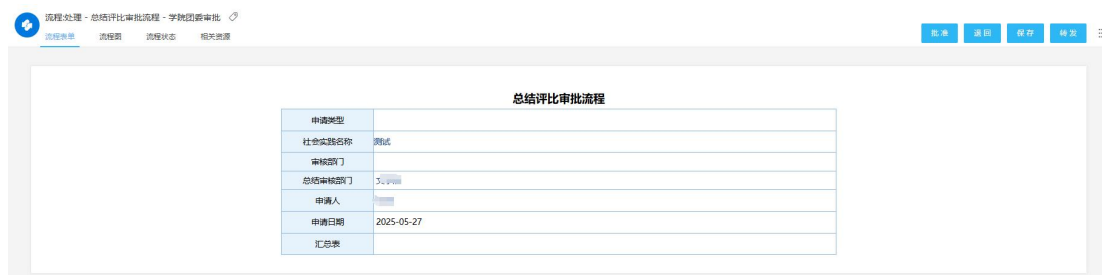 流程:处理 - 总结评比审批流程 - 学院团委审批
流程表单 流程图 流程状态 相关资源
批准 退回 保存 转发
总结评比审批流程
申请类型
社会实践名称 测试
审核部门
总结审核部门
申请人
申请日期 2025-05-27
汇总表